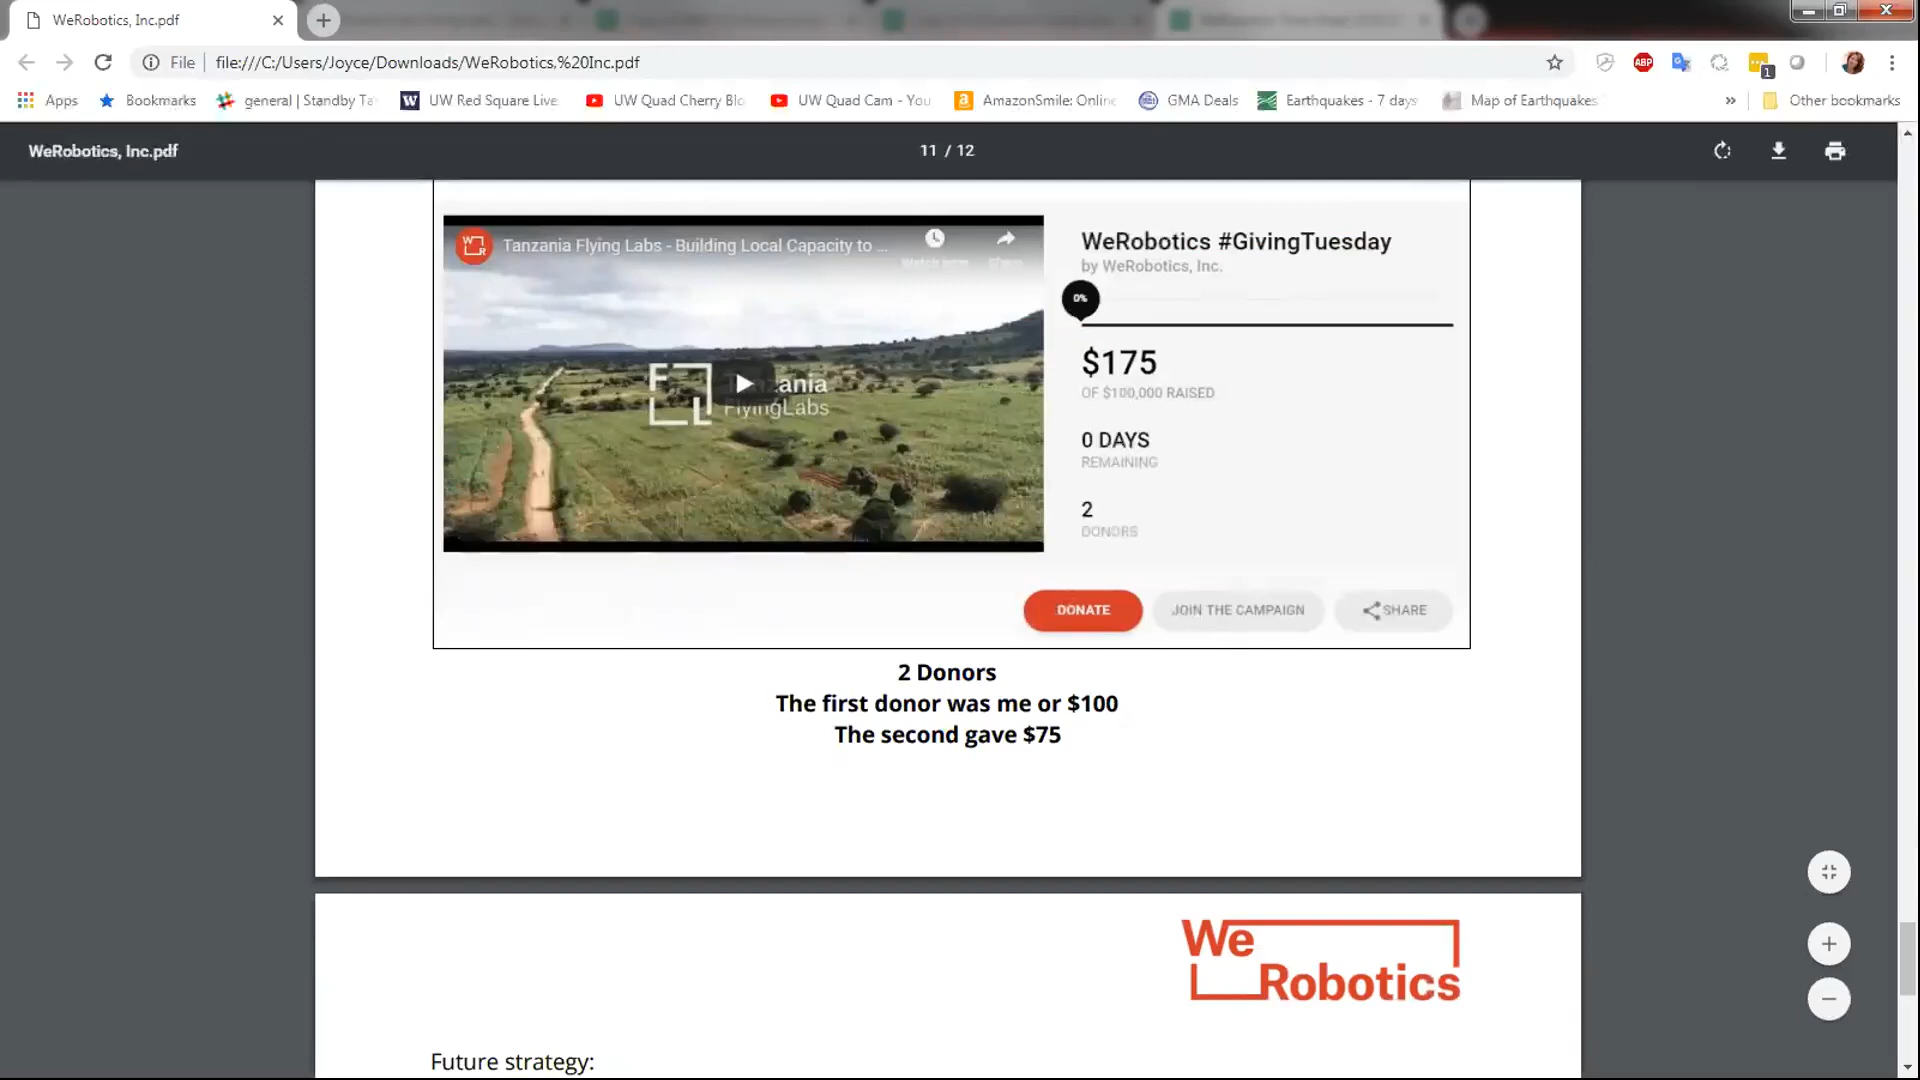 WeRobotics, Inc.pdf
File
file:///C:/Users/Joyce/Downloads/WeRobotics,%20Inc.pdf
ABP
1
Apps
Bookmarks
general | Standby Ta
UW Red Square Live
UW Quad Cherry Blo
UW Quad Cam - You
AmazonSmile: Online
GMA Deals
Earthquakes - 7 days
Map of Earthquakes
Other bookmarks
WeRobotics, Inc.pdf
11 / 12
Tanzania Flying Labs - Building Local Capacity to ...
FlyingLabs
WeRobotics #GivingTuesday
by WeRobotics, Inc.
0%
$175
OF $100,000 RAISED
0 DAYS
REMAINING
2
DONORS
DONATE
JOIN THE CAMPAIGN
SHARE
2 Donors
The first donor was me or $100
The second gave $75
We
Robotics
Future strategy: